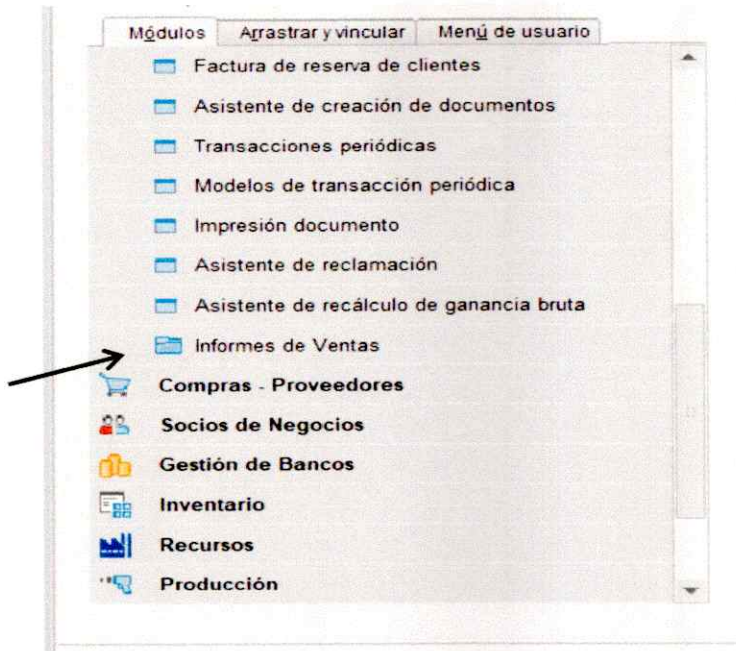 Módulos Arrastrar y vincular Menú de usuario
Factura de reserva de clientes
Asistente de creación de documentos
Transacciones periódicas
Modelos de transacción periódica
Impresión documento
Asistente de reclamación
Asistente de recálculo de ganancia bruta
Informes de Ventas
Compras - Proveedores
Socios de Negocios
Gestión de Bancos
Inventario
Recursos
Producción